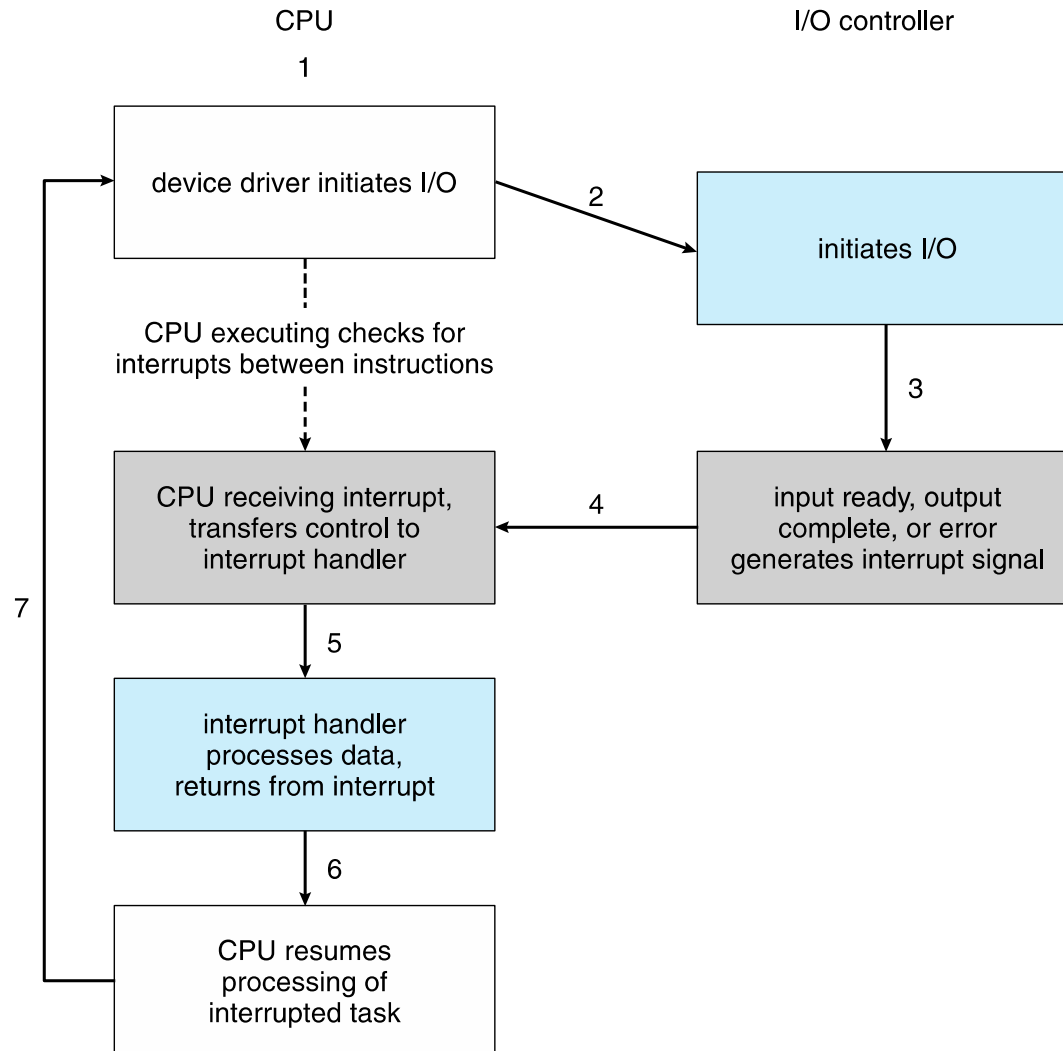 CPU
I/O controller
1
device driver initiates I/O
2
initiates I/O
CPU executing checks for
interrupts between instructions
3
CPU receiving interrupt,
transfers control to
interrupt handler
4
input ready, output
complete, or error
generates interrupt signal
5
7
interrupt handler
processes data,
returns from interrupt
6
CPU resumes
processing of
interrupted task